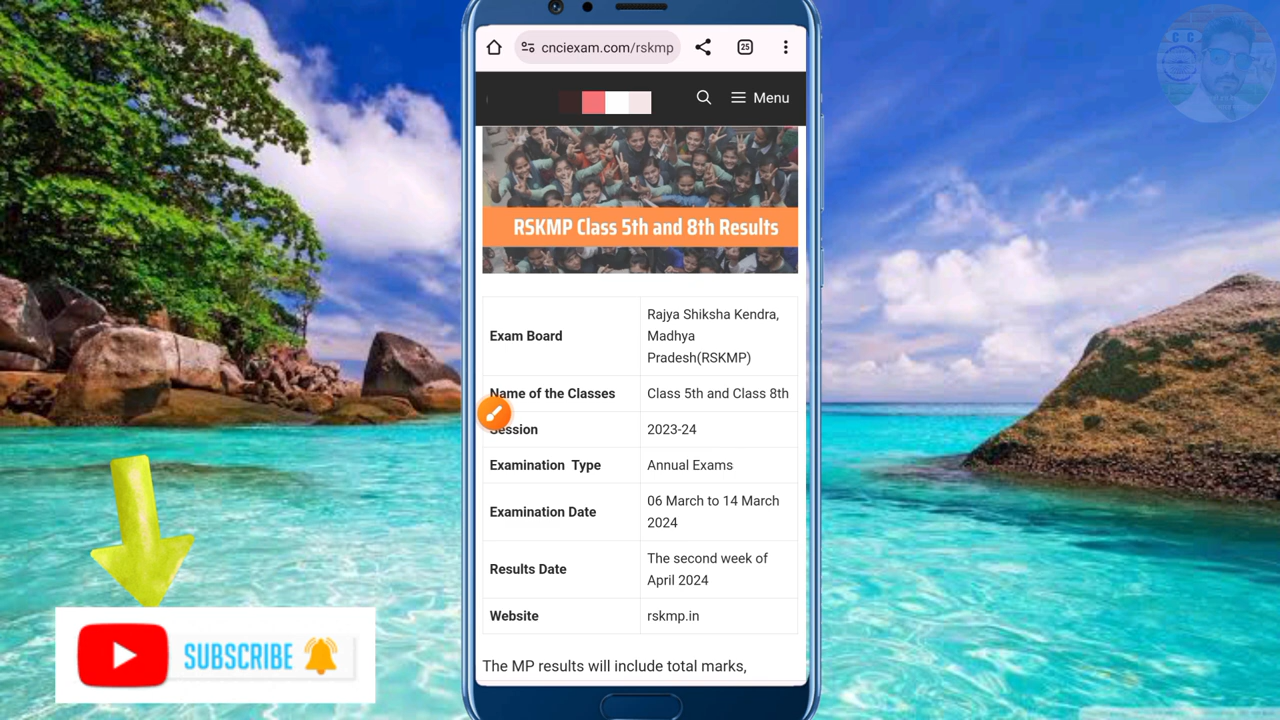 cnciexam.com/rskmp
25
Menu
RSKMP Class 5th and 8th Results
Exam Board
Rajya Shiksha Kendra,
Madhya
Pradesh(RSKMP)
Name of the Classes
Class 5th and Class 8th
Session
2023-24
Examination Type
Annual Exams
Examination Date
06 March to 14 March
2024
Results Date
The second week of
April 2024
Website
rskmp.in
The MP results will include total marks,
SUBSCRIBE